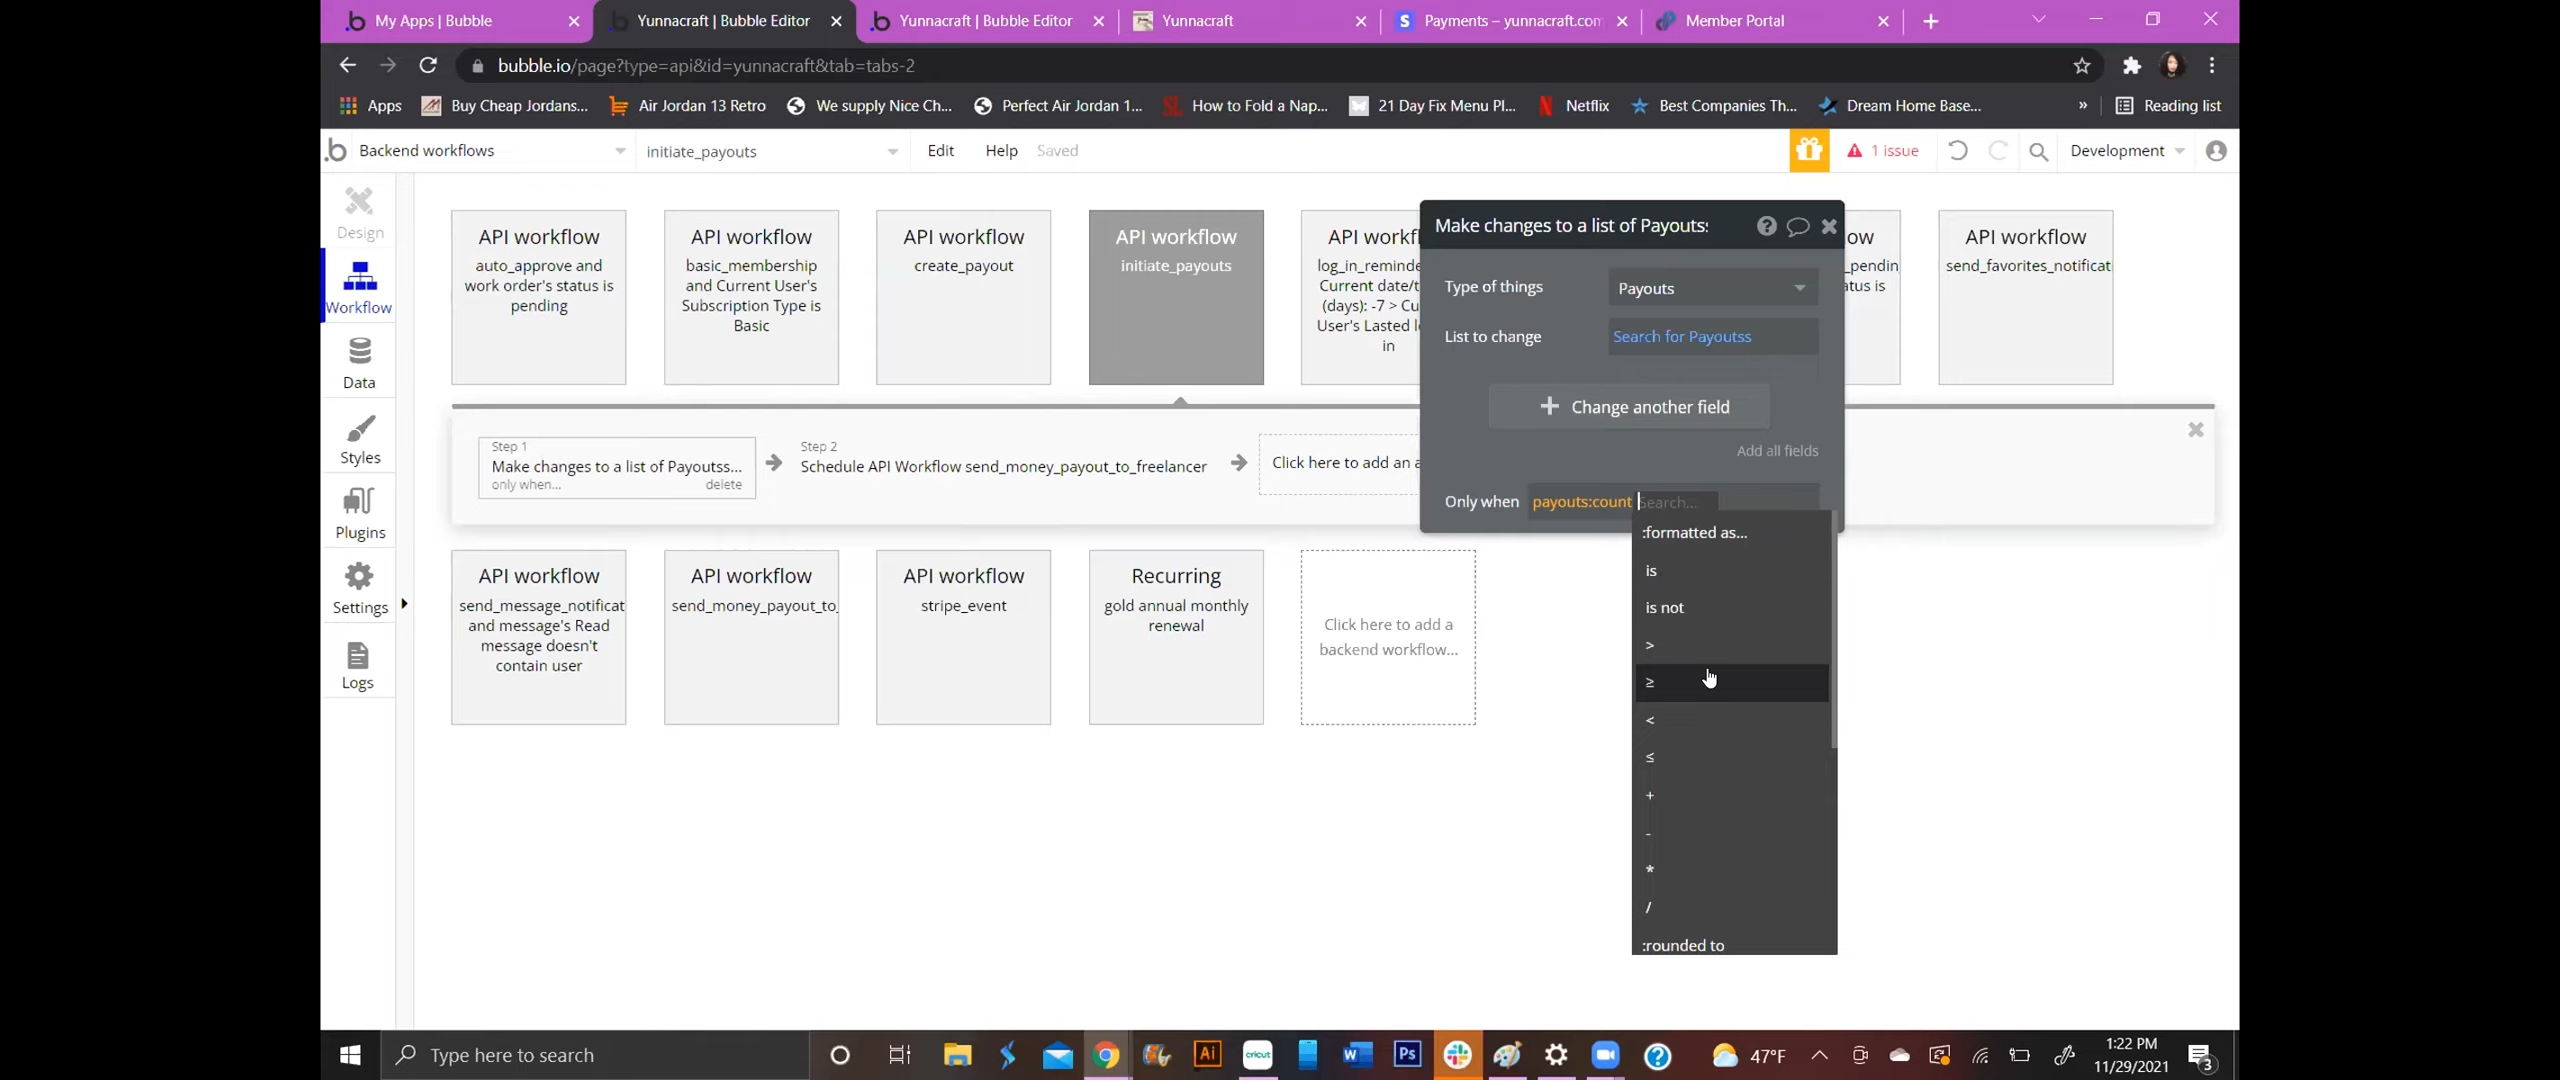 My Apps | Bubble
Yunnacraft | Bubble Editor
Yunnacraft | Bubble Editor
Yunnacraft
Payments – yunnacraft.com
Member Portal
bubble.io/page?type=api&id=yunnacraft&tab=tabs-2
Apps
Buy Cheap Jordans...
Air Jordan 13 Retro
We supply Nice Ch...
Perfect Air Jordan 1...
How to Fold a Nap...
21 Day Fix Menu Pl...
Netflix
Best Companies Th...
Dream Home Base...
»
Reading list
Backend workflows
initiate_payouts
Edit
Help
Saved
1 issue
Development
Design
Workflow
Data
Styles
Plugins
Settings
Logs
API workflow
auto_approve and
work order's status is
pending
API workflow
basic_membership
and Current User's
Subscription Type is
Basic
API workflow
create_payout
API workflow
initiate_payouts
API workf
log_in_remind
Current date/t
(days): -7 > Cu
User's Lasted l
in
ow
_pendin
atus is
API workflow
send_favorites_notificat
Make changes to a list of Payouts:
Type of things
Payouts
List to change
Search for Payoutss
Change another field
Add all fields
Only when
payouts:count
Search...
:formatted as...
is
is not
>
≥
<
≤
+
-
*
/
:rounded to
Step 1
Make changes to a list of Payoutss...
only when...
delete
Step 2
Schedule API Workflow send_money_payout_to_freelancer
Click here to add an a
API workflow
send_message_notificat
and message's Read
message doesn't
contain user
API workflow
send_money_payout_to_
API workflow
stripe_event
Recurring
gold annual monthly
renewal
Click here to add a
backend workflow...
Type here to search
Ai
cricut
Ps
47°F
1:22 PM
11/29/2021
3